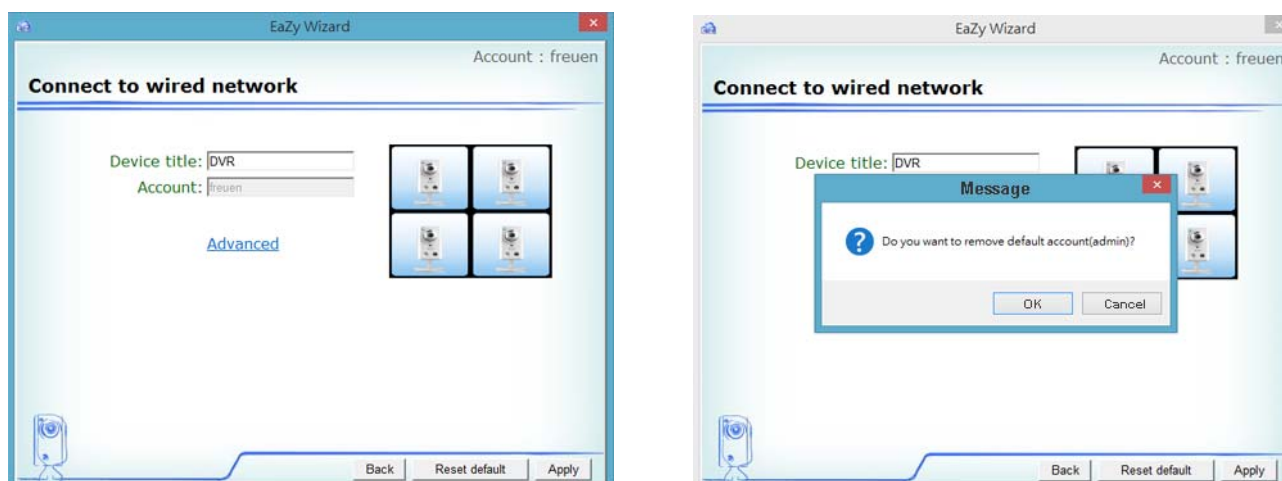 EaZy Wizard
Account : freuen
Connect to wired network
Device title: DVR
Account: freuen
Advanced
Back
Reset default
Apply
EaZy Wizard
Account : freuen
Connect to wired network
Device title: DVR
Message
Do you want to remove default account(admin)?
OK
Cancel
Back
Reset default
Apply